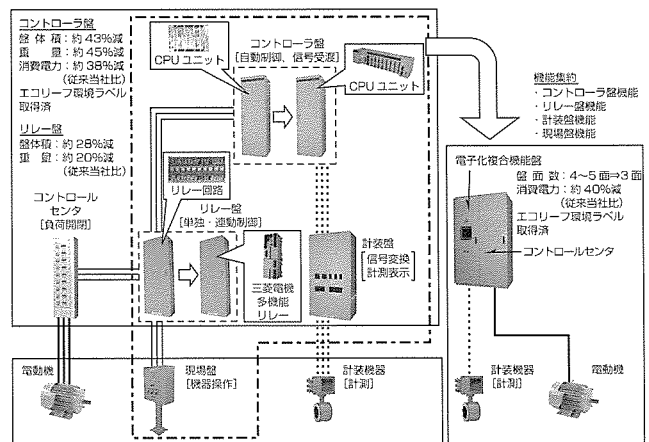 コントローラ盤
盤体積：約43%減
重　量：約45%減
消費電力：約38%減
(従来当社比)
エコリーフ環境ラベル
取得済
リレー盤
盤体積：約28%減
重　量：約20%減
(従来当社比)
コントロール
センタ
[負荷開閉]
CPUユニット
コントローラ盤
[自動制御、信号受渡]
CPUユニット
リレー回路
リレー盤
[単独・連動制御]
三菱電機
多機能
リレー
計装盤
信号変換
計測表示
電動機
現場盤
[機器操作]
計装機器
[計測]
機能集約
・コントローラ盤機能
・リレー盤機能
・計装盤機能
・現場盤機能
電子化複合機能盤
盤面数：4〜5面→3面
消費電力：約40%減
(従来当社比)
エコリーフ環境ラベル
取得済
コントロールセンタ
計装機器
[計測]
電動機